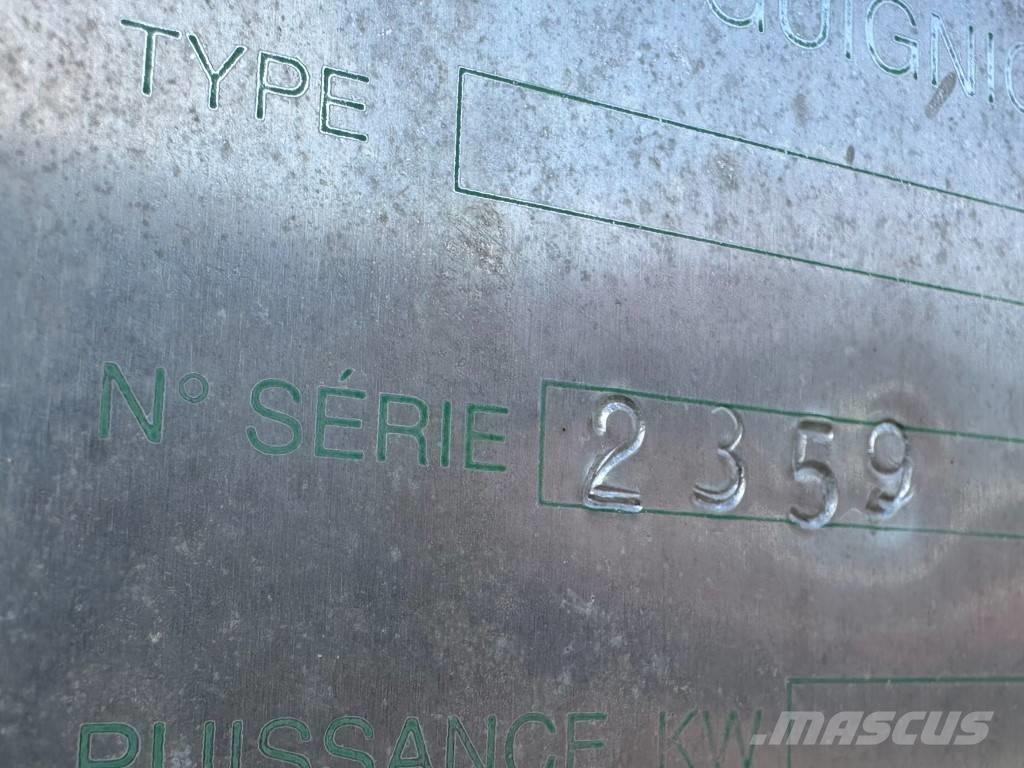 TYPE
N° SÉRIE 2359
PUISSANCE KW
MASCUS